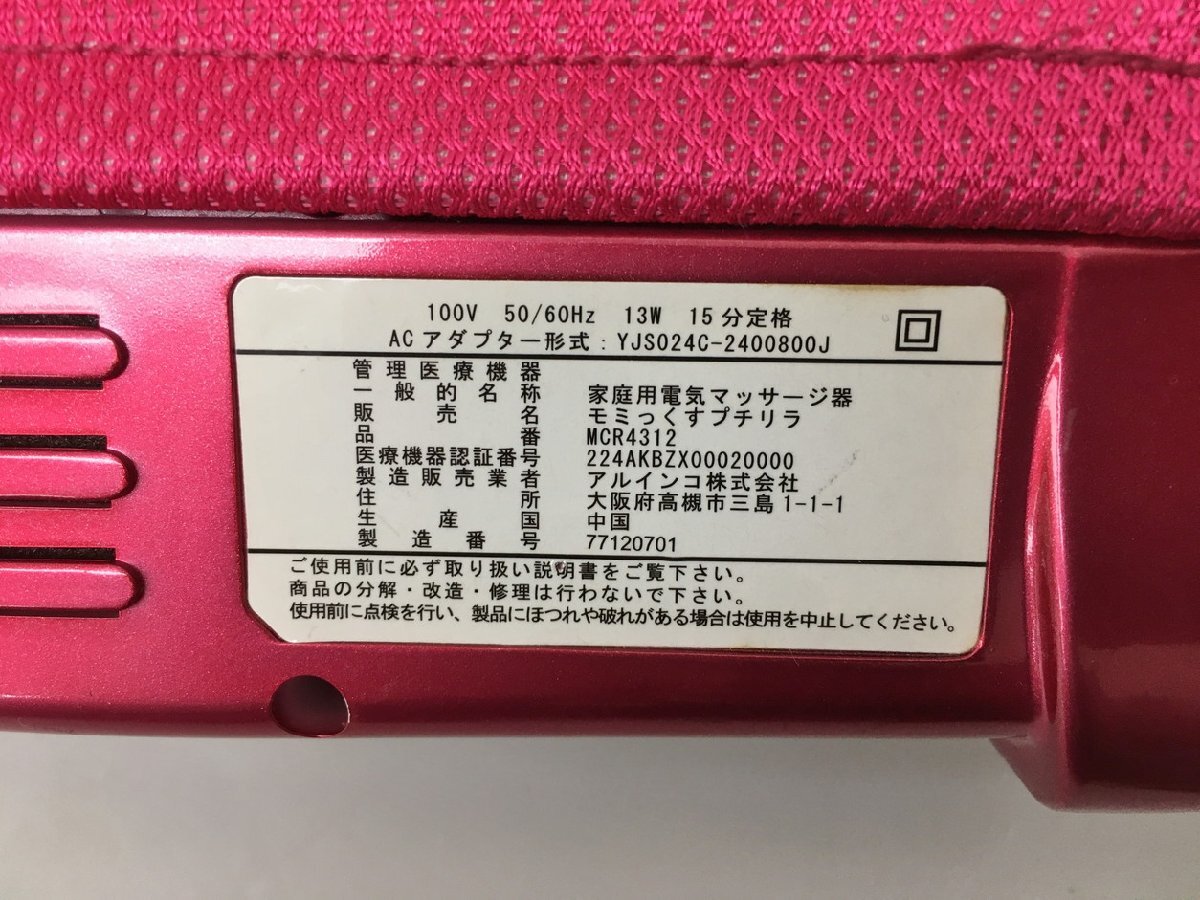 100V 50/60Hz 13W 15分定格
ACアダプター形式：YJS024C-2400800J
管理医療機器
一般的名称 家庭用電気マッサージ器
販売名 モミっくすプチリラ
品番 MCR4312
医療機器認証番号 224AKBZX00020000
製造販売業者 アルインコ株式会社
住所 大阪府高槻市三島1-1-1
生産国 中国
製造番号 77120701
ご使用前に必ず取り扱い説明書をご覧下さい。
商品の分解・改造・修理は行わないで下さい。
使用前に点検を行い、製品にほつれや破れがある場合は使用を中止してください。